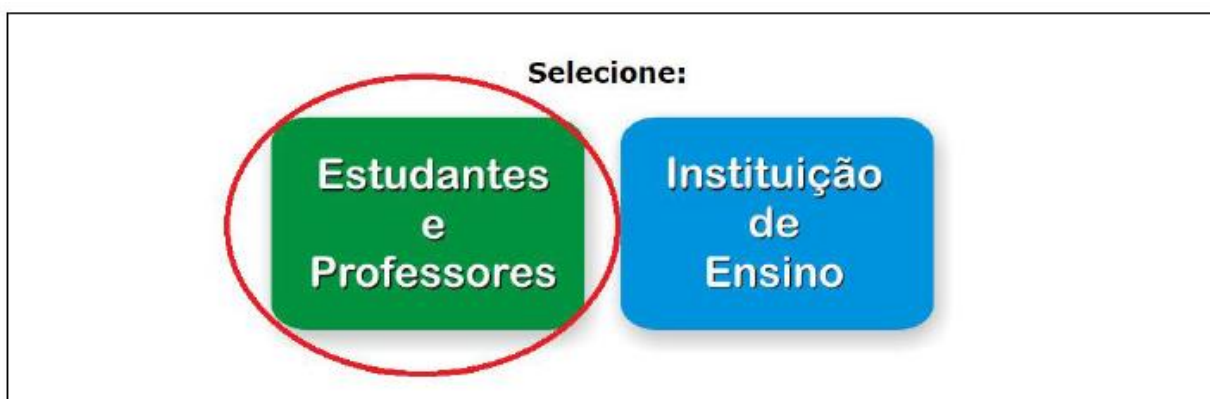 Selecione:
Estudantes
e
Professores
Instituição
de
Ensino